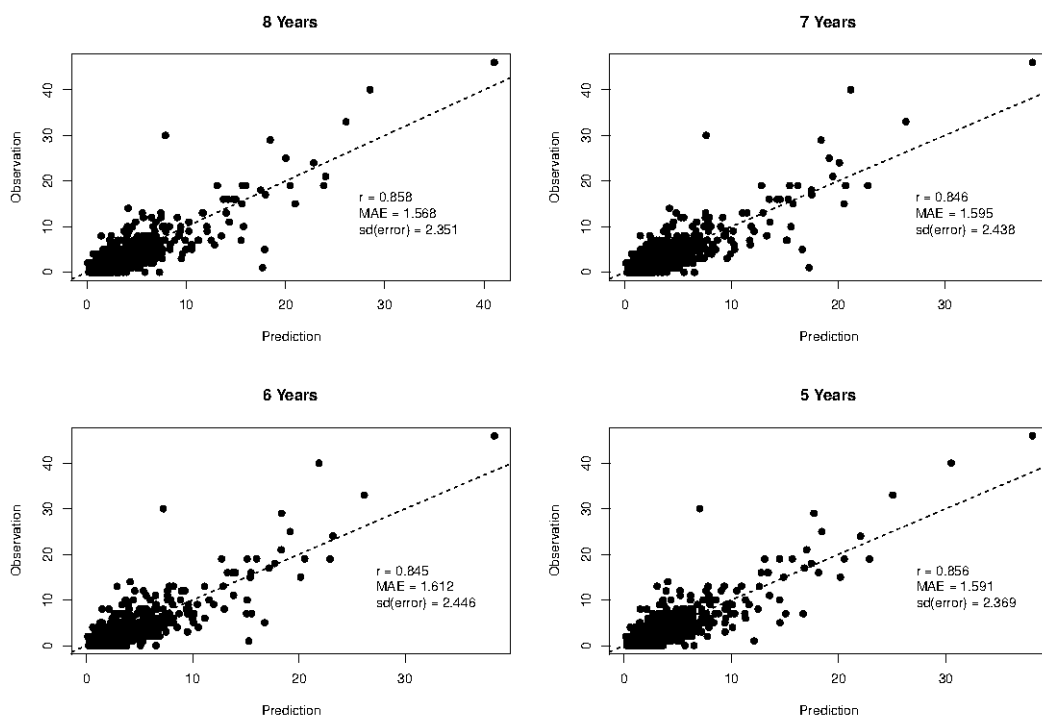 8 Years
Observation
40
30
20
10
0
r = 0.858
MAE = 1.568
sd(error) = 2.351
0 10 20 30 40
Prediction
7 Years
Observation
40
30
20
10
0
r = 0.846
MAE = 1.595
sd(error) = 2.438
0 10 20 30
Prediction
6 Years
Observation
40
30
20
10
0
r = 0.845
MAE = 1.612
sd(error) = 2.446
0 10 20 30
Prediction
5 Years
Observation
40
30
20
10
0
r = 0.856
MAE = 1.591
sd(error) = 2.369
0 10 20 30
Prediction